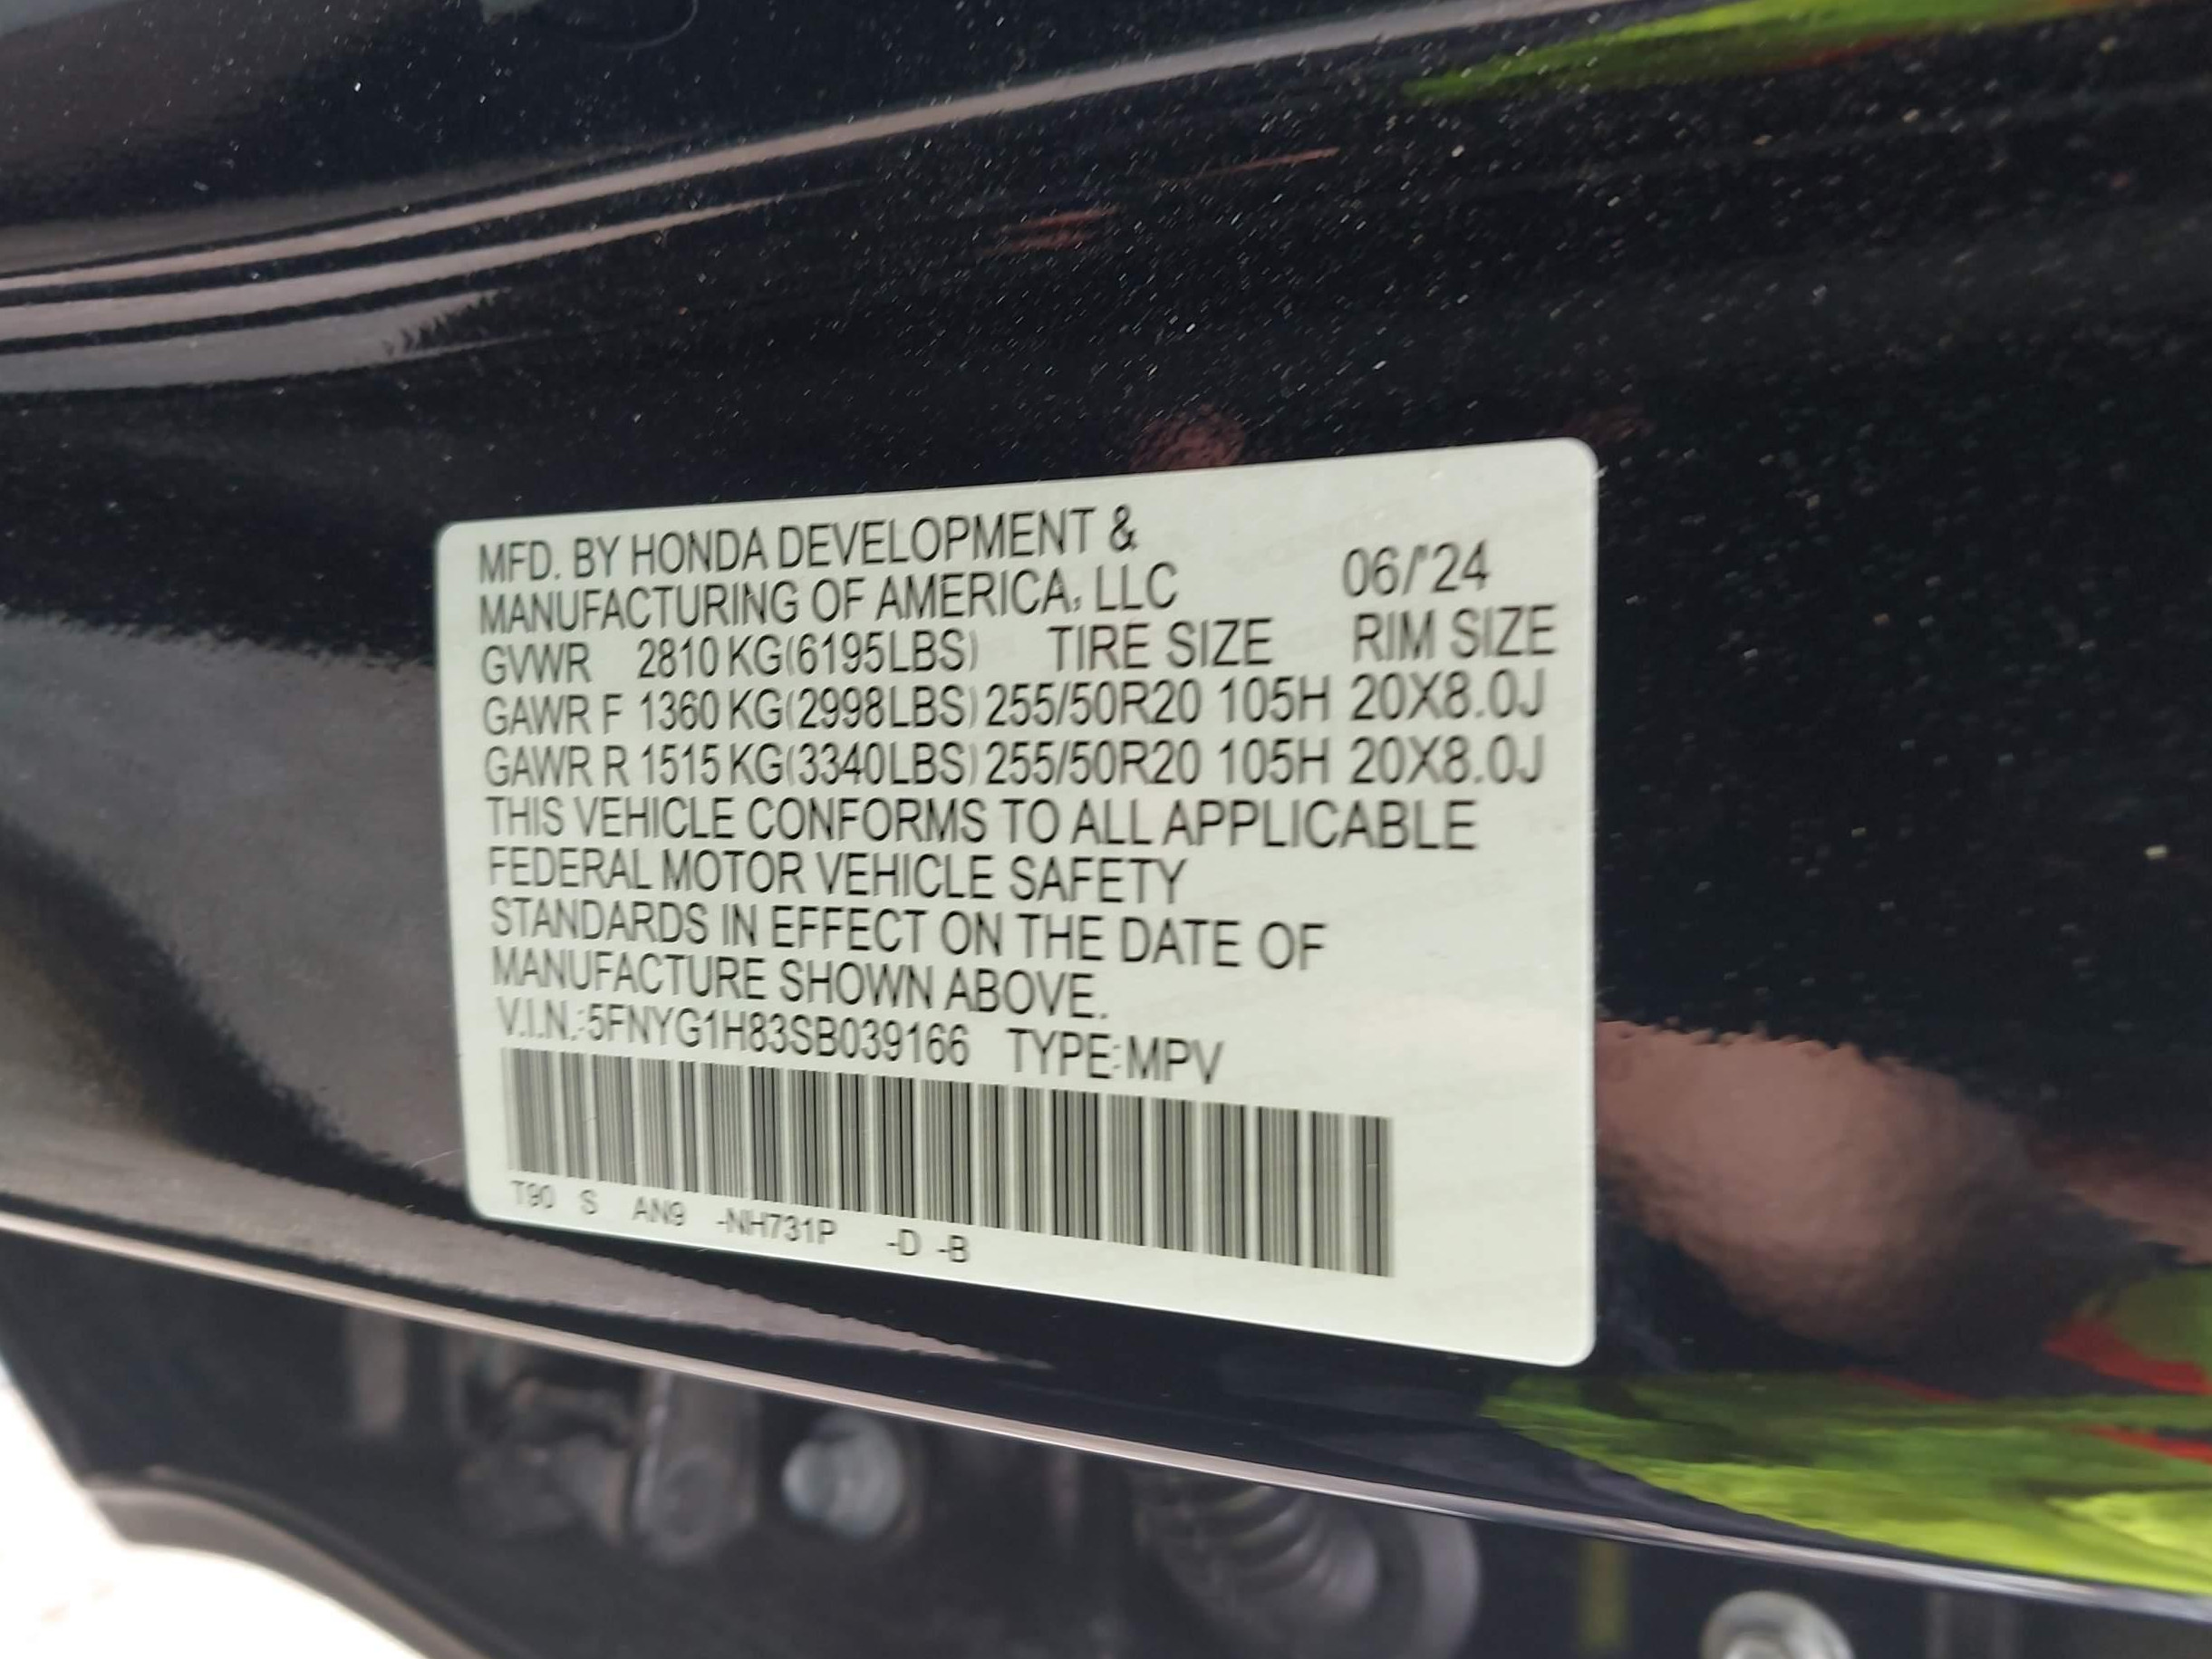 MFD. BY HONDA DEVELOPMENT &
MANUFACTURING OF AMERICA, LLC 06/'24
GVWR 2810 KG(6195LBS) TIRE SIZE RIM SIZE
GAWR F 1360 KG(2998LBS) 255/50R20 105H 20X8.0J
GAWR R 1515 KG(3340LBS) 255/50R20 105H 20X8.0J
THIS VEHICLE CONFORMS TO ALL APPLICABLE
FEDERAL MOTOR VEHICLE SAFETY
STANDARDS IN EFFECT ON THE DATE OF
MANUFACTURE SHOWN ABOVE.
V.I.N.:5FNYG1H83SB039166 TYPE:MPV
T90 S AN9 -NH731P -D -B